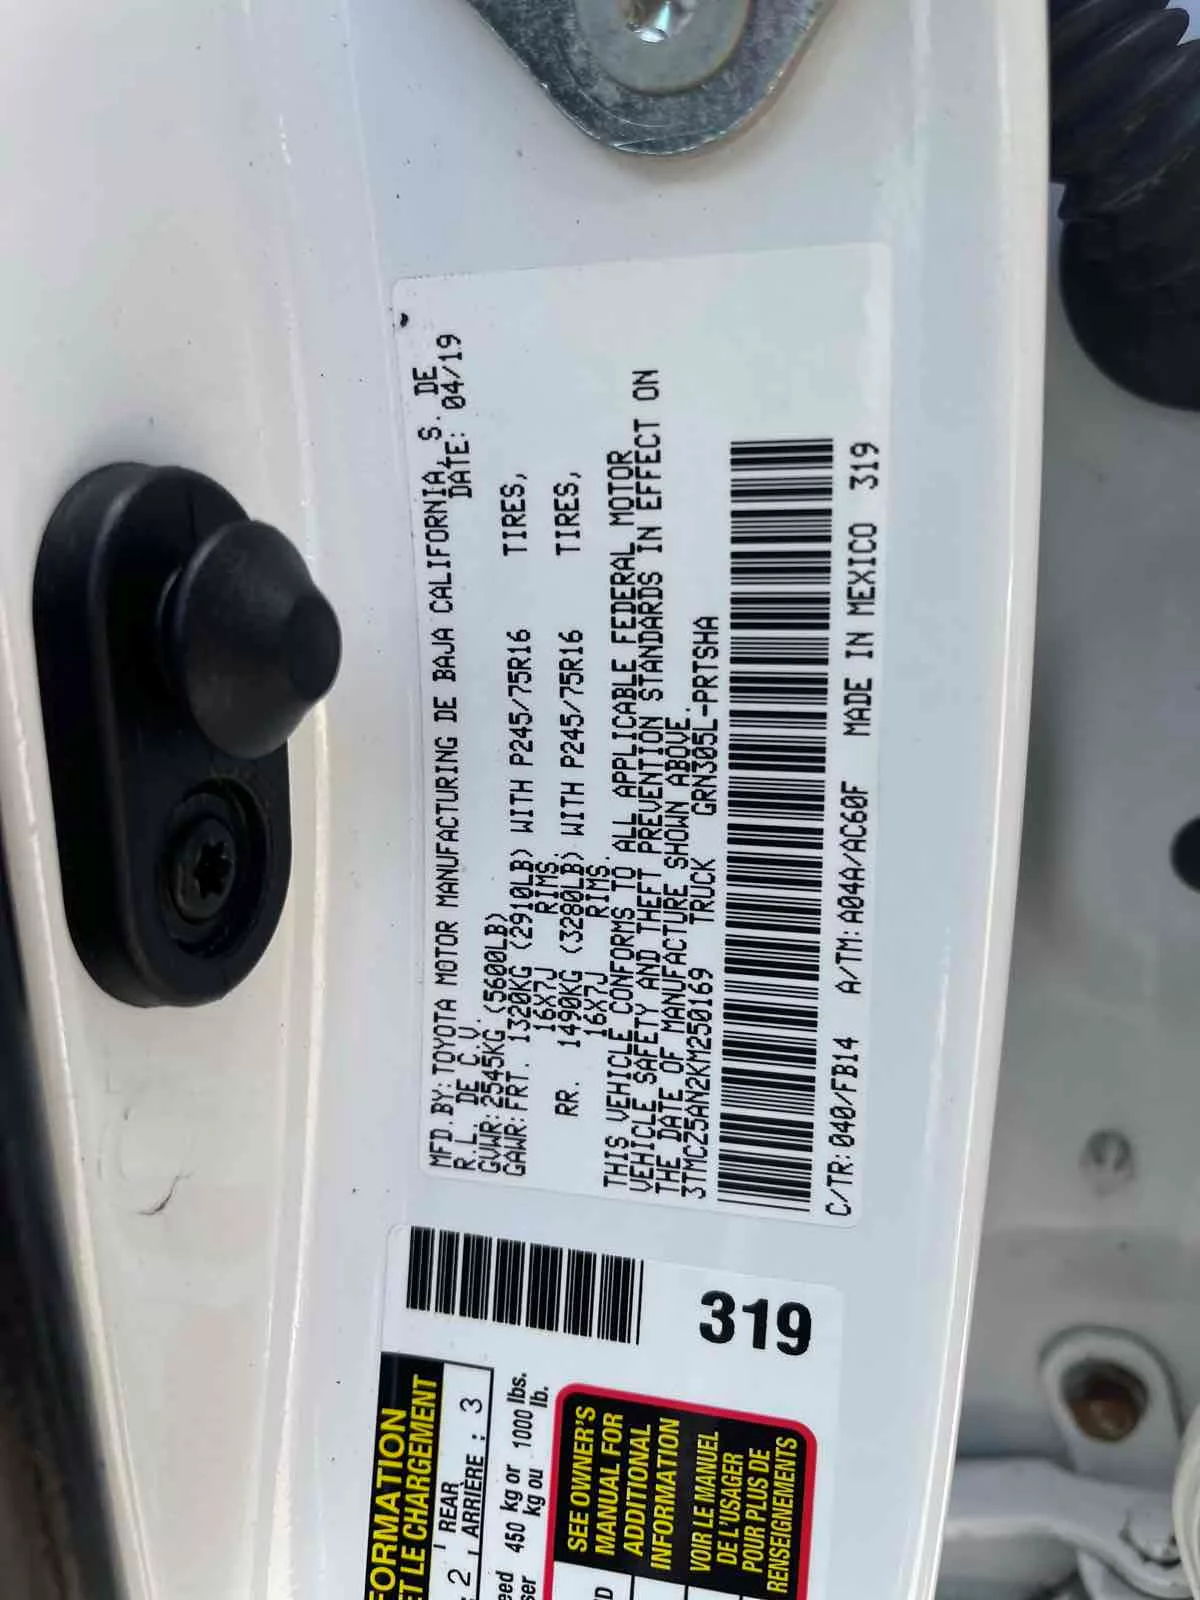 MFD.BY:TOYOTA MOTOR MANUFACTURING DE BAJA CALIFORNIA, S. DE
R.L. DE C.V. DATE: 04/19
GVWR:2545KG (5600LB)
GAWR:FRT. 1320KG (2910LB) WITH P245/75R16 TIRES,
16X7J RIMS.
RR. 1490KG (3280LB) WITH P245/75R16 TIRES,
16X7J RIMS.
THIS VEHICLE CONFORMS TO ALL APPLICABLE FEDERAL MOTOR
VEHICLE SAFETY AND THEFT PREVENTION STANDARDS IN EFFECT ON
THE DATE OF MANUFACTURE SHOWN ABOVE.
3TMCZ5AN2KM250169 TRUCK GRN305L-PRTSHA
C/TR:040/FB14 A/TM:A04A/AC60F MADE IN MEXICO 319
319
ET LE CHARGEMENT
2 REAR
ARRIÈRE : 3
450 kg or 1000 lbs.
kg ou lb.
SEE OWNER'S
MANUAL FOR
ADDITIONAL
INFORMATION
VOIR LE MANUEL
DE L'USAGER
POUR PLUS DE
RENSEIGNEMENTS